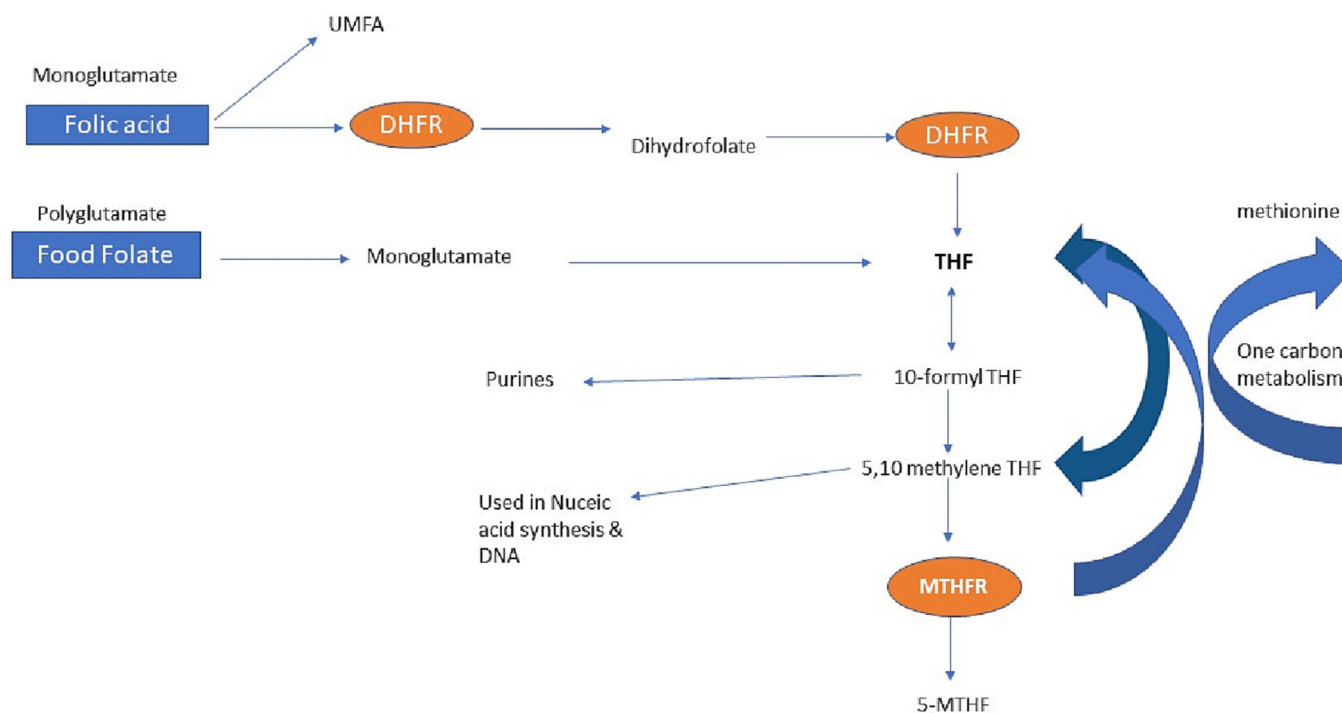 UMFA
Monoglutamate
Folic acid
DHFR
Dihydrofolate
DHFR
Polyglutamate
Food Folate
Monoglutamate
THF
methionine
Purines
10-formyl THF
One carbon
metabolism
5,10 methylene THF
Used in Nuceic
acid synthesis &
DNA
MTHFR
5-MTHF